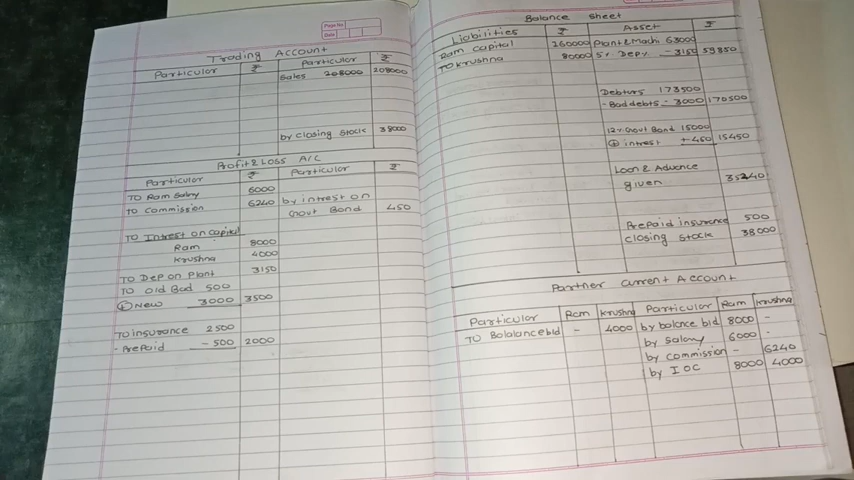 Page No.
Date
Trading Account
Particular ₹ Particular ₹
Sales 208000 208000
by closing stock 38000
Profit & Loss A/C
Particular ₹ Particular ₹
TO Ram Salary 6000
TO Commission 6240 by intrest on
Gout Bond 450
TO Intrest on capital
Ram 8000
Krushna 4000
TO Dep on Plant 3150
TO Old Bad 500
+ New 3000 3500
TO insurance 2500
- PrePaid - 500 2000
Balance Sheet
Liabilities ₹ Asset ₹
Ram Capital 260000 Plant & Machi 63000
TO Krushna 80000 5% Dep. - 3150 59850
Debturs 173500
- Bad debts - 3000 170500
12% Gout Bond 15000
+ intrest + 450 15450
Loan & Advance
given 35240
PrePaid insurance 500
Closing Stock 38000
Partner Current Account
Particular Ram Krushna Particular Ram Krushna
TO Balalance b/d - 4000 by balance b/d 8000 -
by Salary 6000 -
by commission - 6240
by IOC 8000 4000